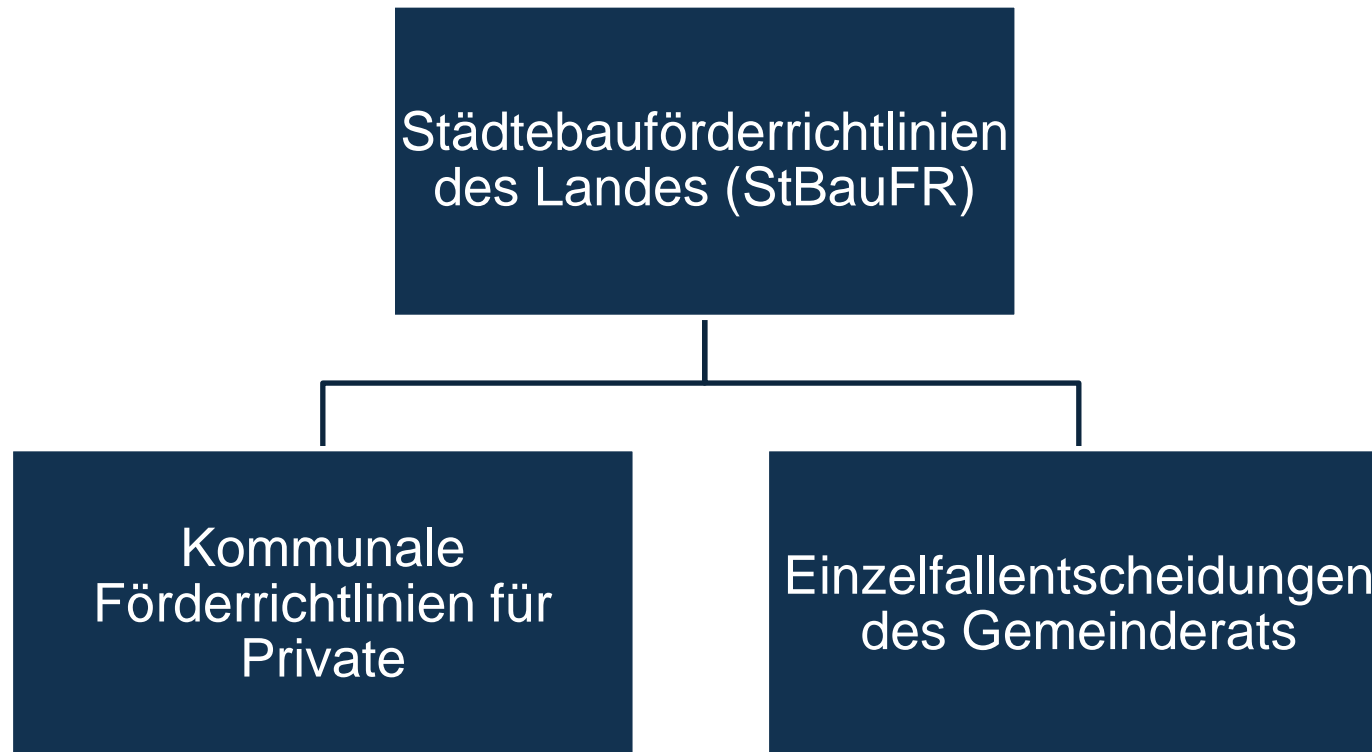 Städtebauförderrichtlinien
des Landes (StBauFR)
Kommunale
Förderrichtlinien für
Private
Einzelfallentscheidungen
des Gemeinderats